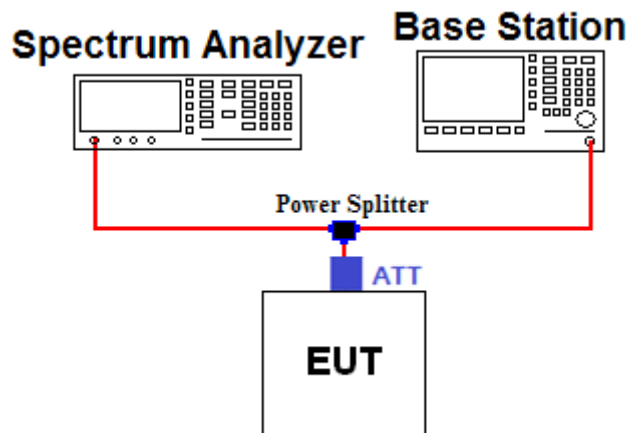 Spectrum Analyzer
Base Station
Power Splitter
ATT
EUT